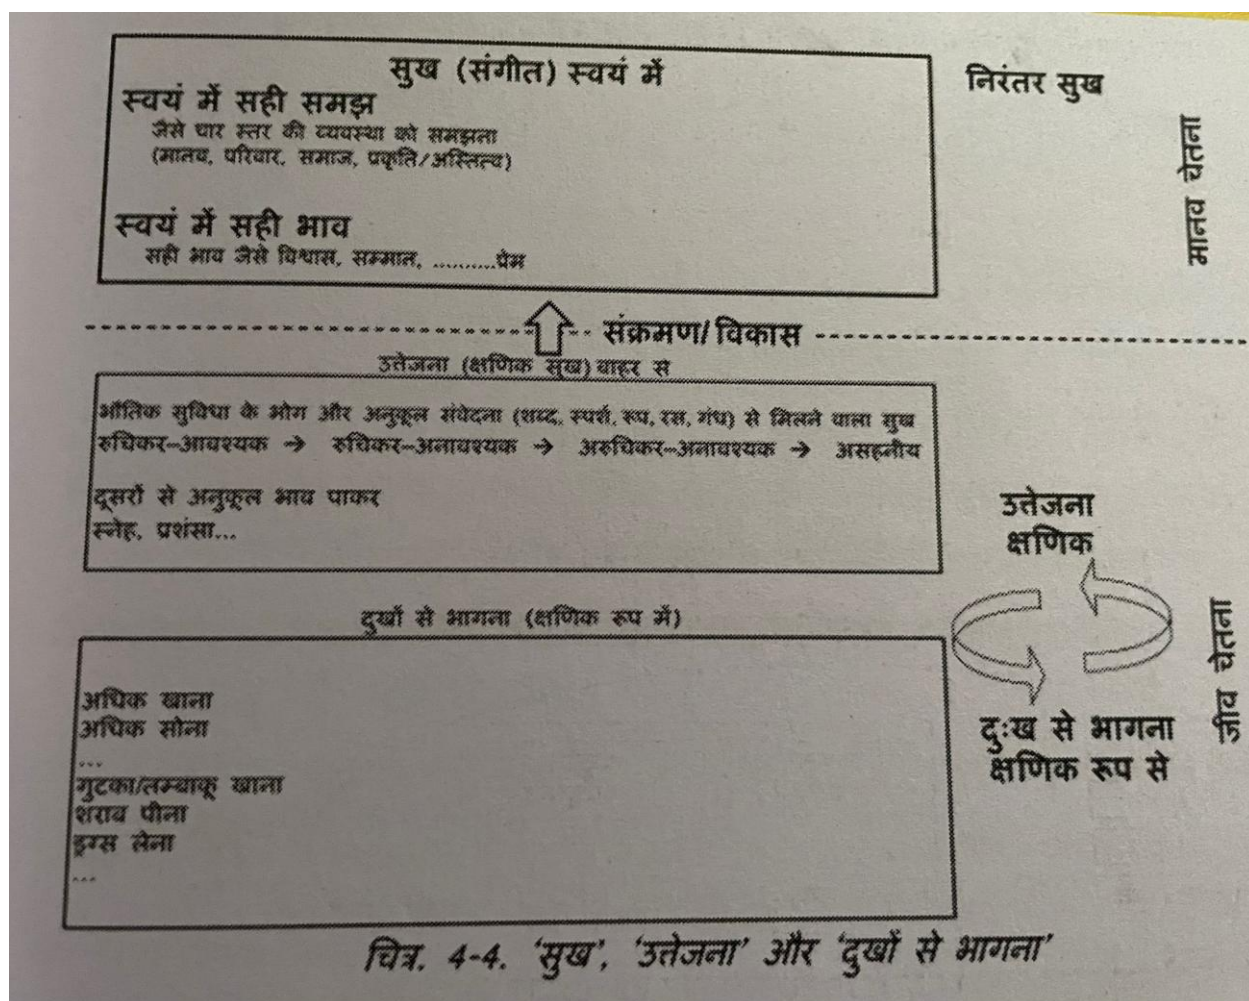 सुख (संगीत) स्वयं में
स्वयं में सही समझ
जैसे चार स्तर की व्यवस्था को समझना
(मानव, परिवार, समाज, प्रकृति/अस्तित्व)
स्वयं में सही भाव
सही भाव जैसे विश्वास, सम्मान, ..........प्रेम
निरंतर सुख
मानव चेतना
संक्रमण/विकास
उत्तेजना (क्षणिक सुख) बाहर से
भौतिक सुविधा के भोग और अनुकूल संवेदना (शब्द, स्पर्श, रूप, रस, गंध) से मिलने वाला सुख
रुचिकर–आवश्यक → रुचिकर–अनावश्यक → अरुचिकर–अनावश्यक → असहनीय
दूसरों से अनुकूल भाव पाकर
स्नेह, प्रशंसा...
दुखों से भागना (क्षणिक रूप में)
अधिक खाना
अधिक सोना
...
गुटका/तम्बाकू खाना
शराब पीना
ड्रग्स लेना
...
उत्तेजना
क्षणिक
दुःख से भागना
क्षणिक रूप से
जीव चेतना
चित्र. 4-4. 'सुख', 'उत्तेजना' और 'दुखों से भागना'